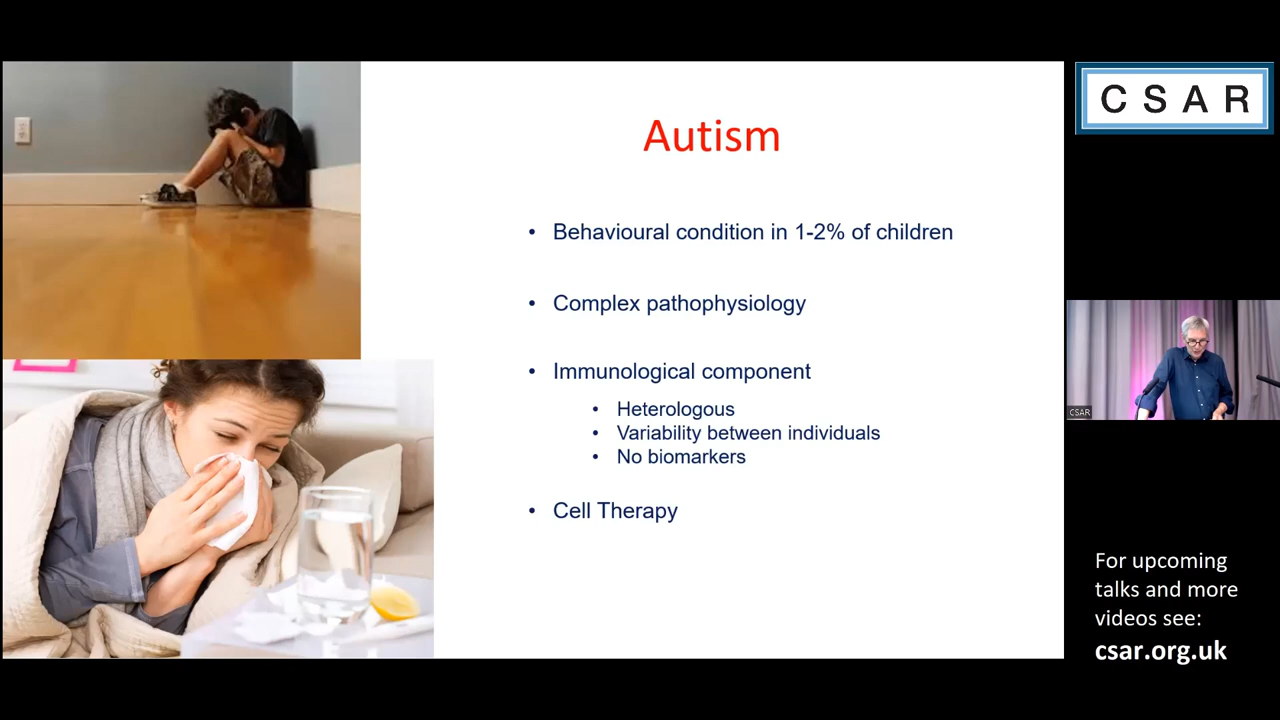 Autism
• Behavioural condition in 1-2% of children
• Complex pathophysiology
• Immunological component
• Heterologous
• Variability between individuals
• No biomarkers
• Cell Therapy
CSAR
CSAR
For upcoming
talks and more
videos see:
csar.org.uk